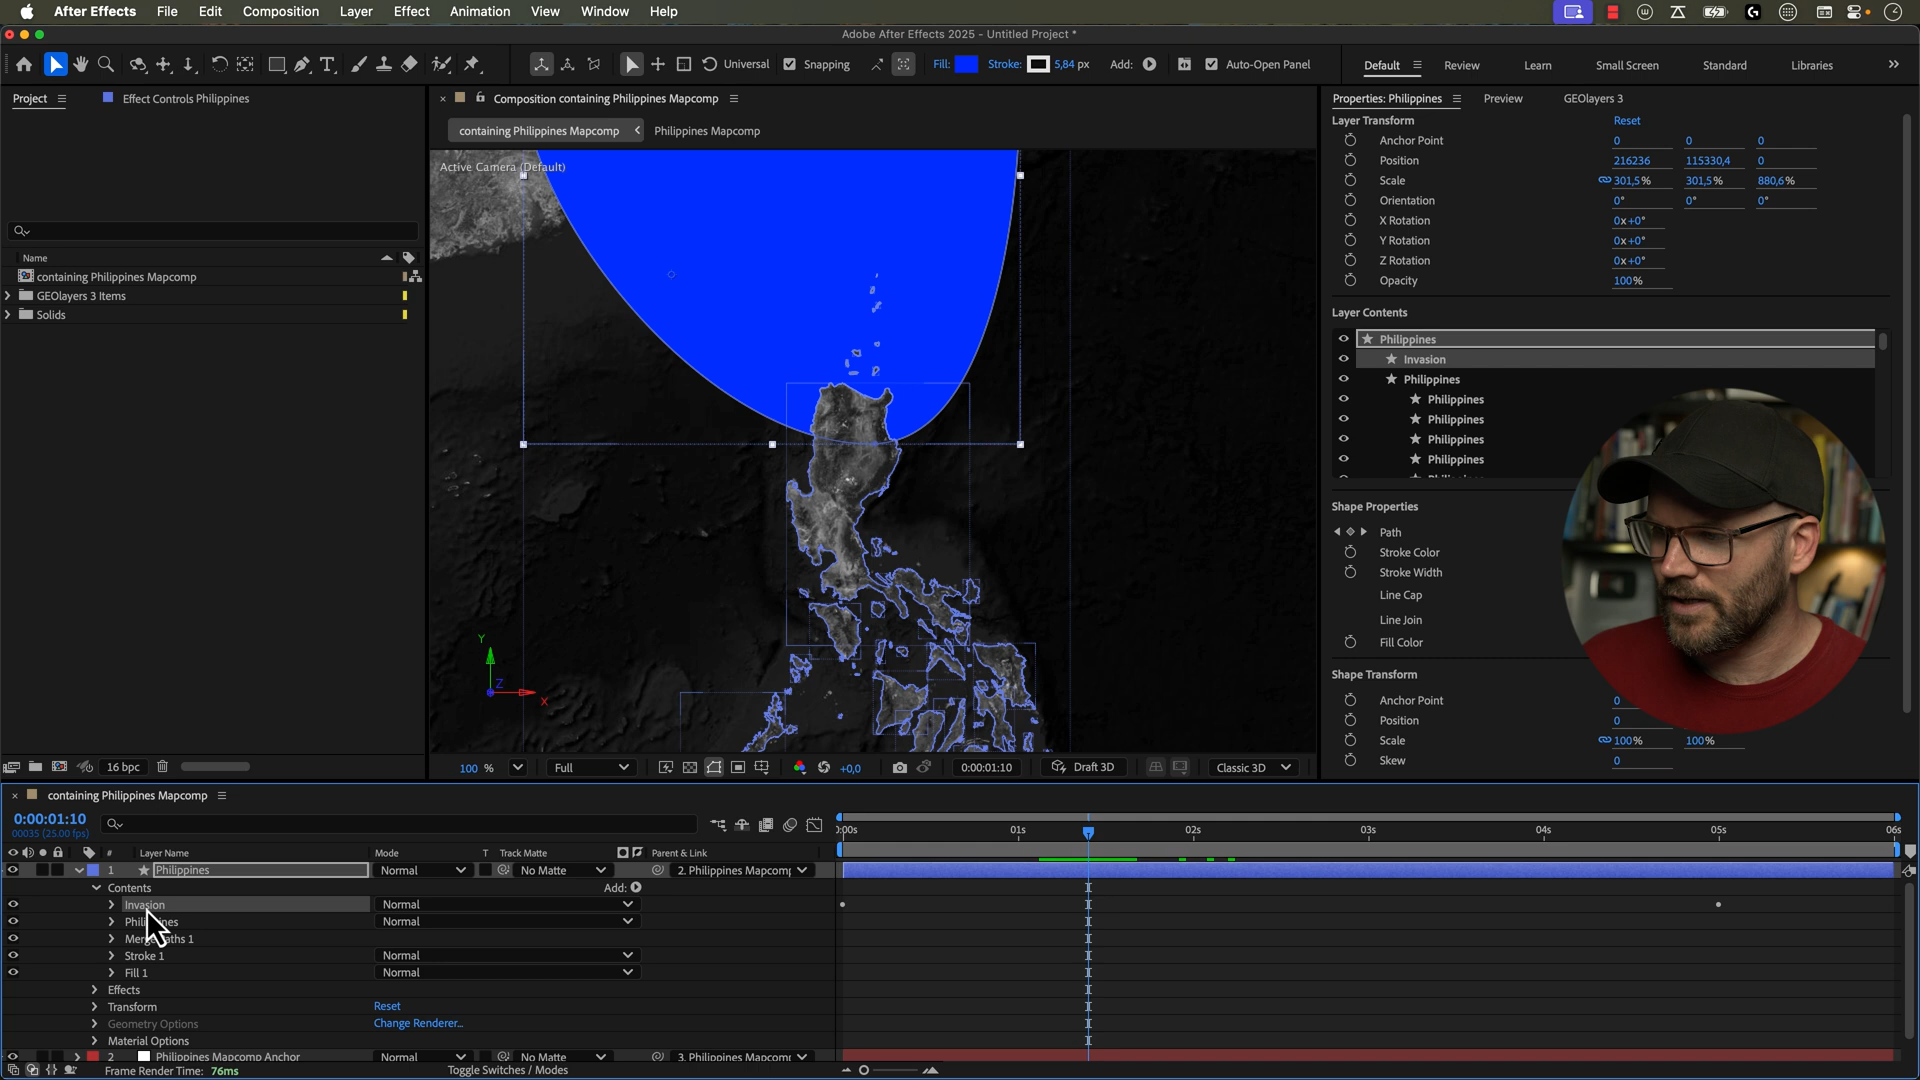 After Effects File Edit Composition Layer Effect Animation View Window Help
Adobe After Effects 2025 - Untitled Project *
Universal Snapping Fill: Stroke: 5,84 px Add: Auto-Open Panel Default Review Learn Small Screen Standard Libraries
Project Effect Controls Philippines
Composition containing Philippines Mapcomp
containing Philippines Mapcomp Philippines Mapcomp
Active Camera (Default)
Name
containing Philippines Mapcomp
GEOlayers 3 Items
Solids
16 bpc
Y
Z
X
100 % Full +0,0 0:00:01:10 Draft 3D Classic 3D
Properties: Philippines Preview GEOlayers 3
Layer Transform Reset
Anchor Point 0 0 0
Position 216236 115330,4 0
Scale 301,5% 301,5% 880,6%
Orientation 0° 0° 0°
X Rotation 0x+0°
Y Rotation 0x+0°
Z Rotation 0x+0°
Opacity 100%
Layer Contents
Philippines
Invasion
Philippines
Philippines
Philippines
Philippines
Philippines
Shape Properties
Path
Stroke Color
Stroke Width
Line Cap
Line Join
Fill Color
Shape Transform
Anchor Point 0
Position 0
Scale 100% 100%
Skew 0
containing Philippines Mapcomp
0:00:01:10
00035 (25.00 fps)
:00s 01s 02s 03s 04s 05s 06s
# Layer Name Mode T Track Matte Parent & Link
1 Philippines Normal No Matte 2. Philippines Mapcom
Contents Add:
Invasion Normal
Philippines Normal
Merge Paths 1
Stroke 1 Normal
Fill 1 Normal
Effects
Transform Reset
Geometry Options Change Renderer...
Material Options
2 Philippines Mapcomp Anchor Normal No Matte 3. Philippines Mapcom
Frame Render Time: 76ms Toggle Switches / Modes